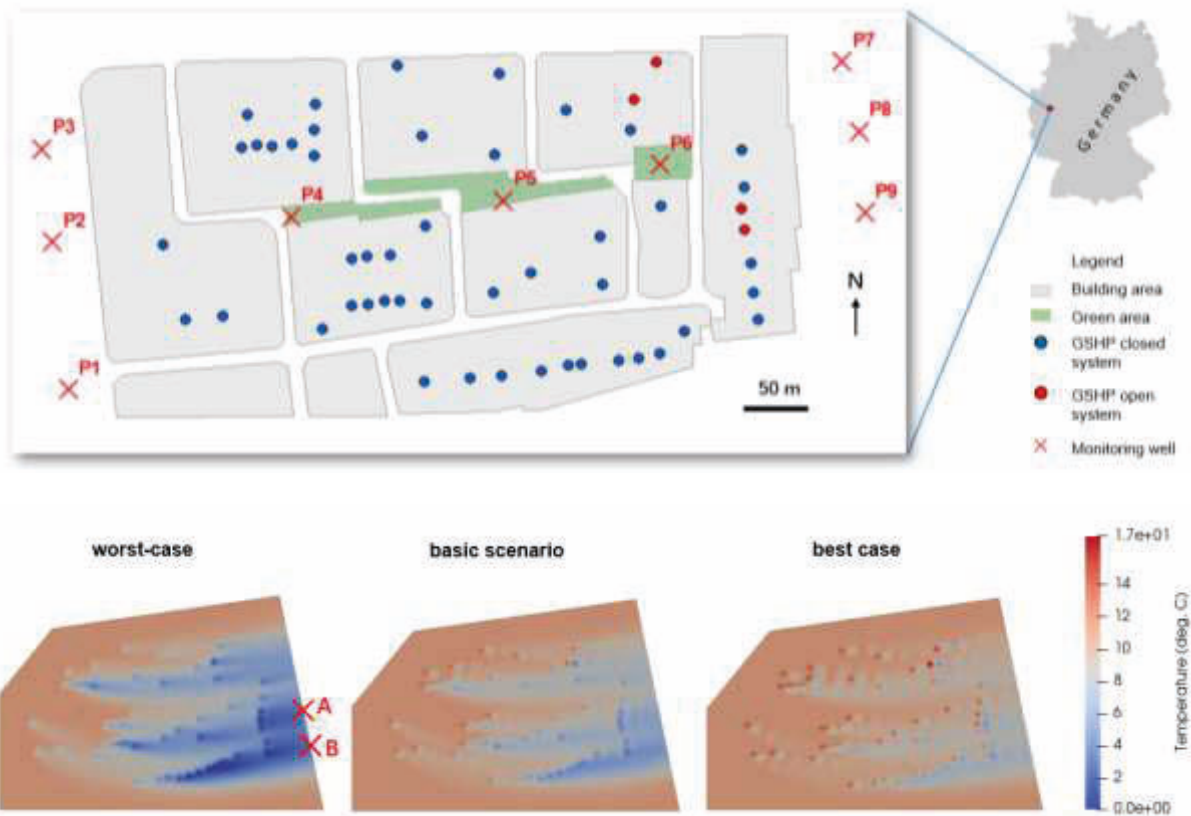 P7
P3
P8
P6
P5
P4
P2
P9
N
P1
50 m
Germany
Legend
Building area
Green area
GSHP closed
system
GSHP open
system
Monitoring well
worst-case
basic scenario
best case
A
B
1.7e+01
14
12
10
8
6
4
2
0.0e+00
Temperature (deg. C)